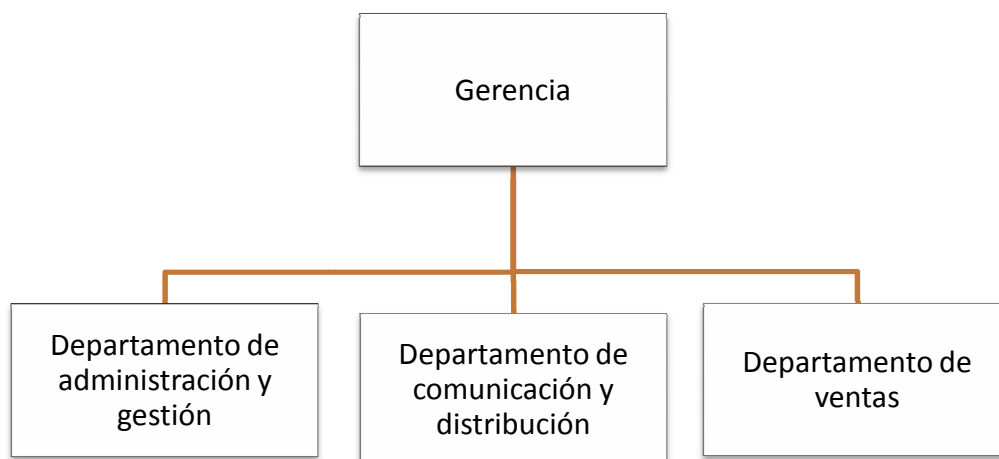 Gerencia
Departamento de
administración y
gestión
Departamento de
comunicación y
distribución
Departamento de
ventas